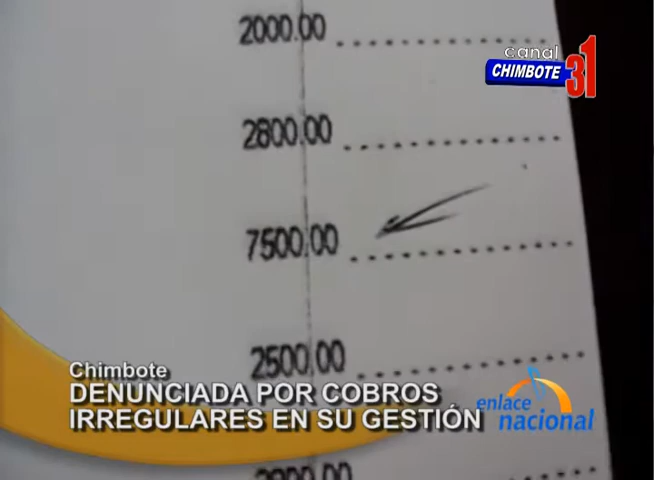 2000.00
canal
CHIMBOTE 31
2800.00
7500.00
2500.00
Chimbote
DENUNCIADA POR COBROS
IRREGULARES EN SU GESTIÓN
enlace
nacional